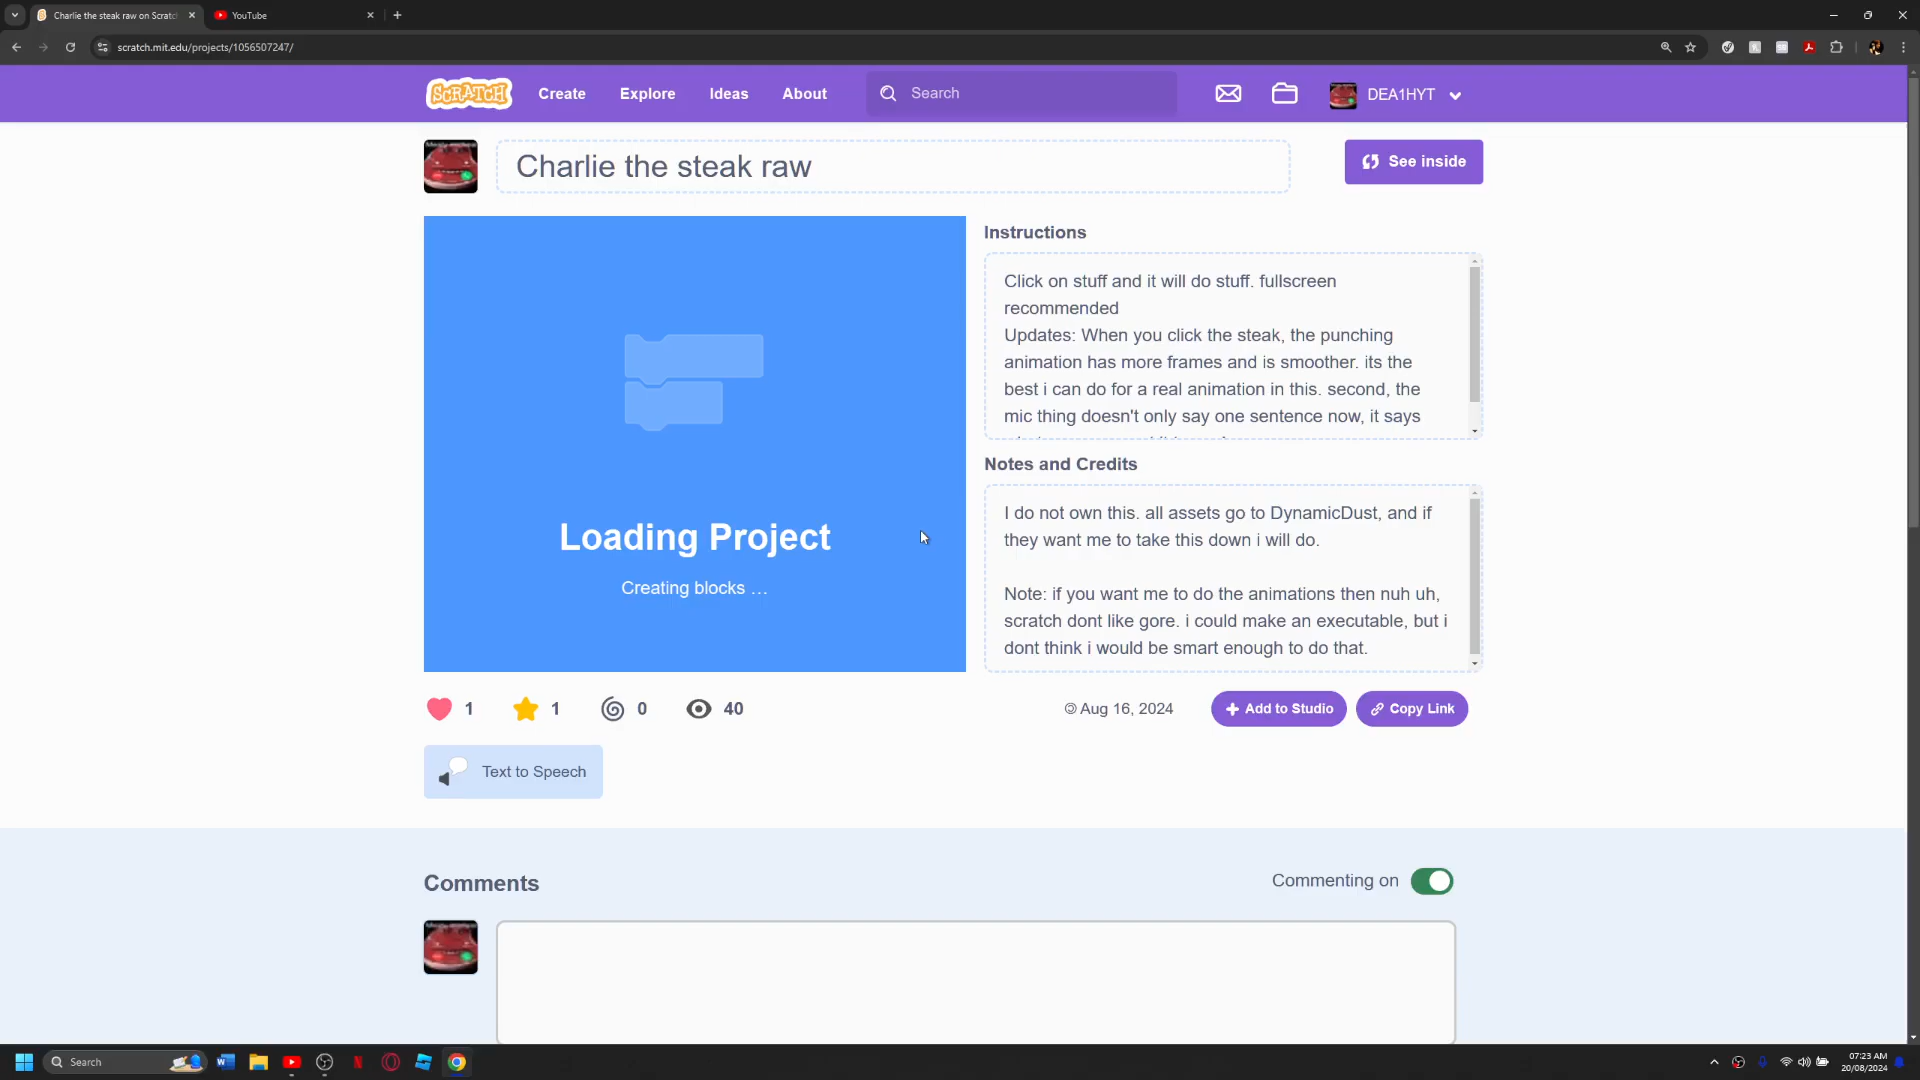 Charlie the steak raw on Scratc
YouTube
scratch.mit.edu/projects/1056507247/
SCRATCH
Create
Explore
Ideas
About
Search
DEA1HYT
Charlie the steak raw
See inside
Instructions
Click on stuff and it will do stuff. fullscreen
recommended
Updates: When you click the steak, the punching
animation has more frames and is smoother. its the
best i can do for a real animation in this. second, the
mic thing doesn't only say one sentence now, it says
Loading Project
Creating blocks …
Notes and Credits
I do not own this. all assets go to DynamicDust, and if
they want me to take this down i will do.
Note: if you want me to do the animations then nuh uh,
scratch dont like gore. i could make an executable, but i
dont think i would be smart enough to do that.
1
1
0
40
© Aug 16, 2024
Add to Studio
Copy Link
Text to Speech
Comments
Commenting on
Search
07:23 AM
20/08/2024